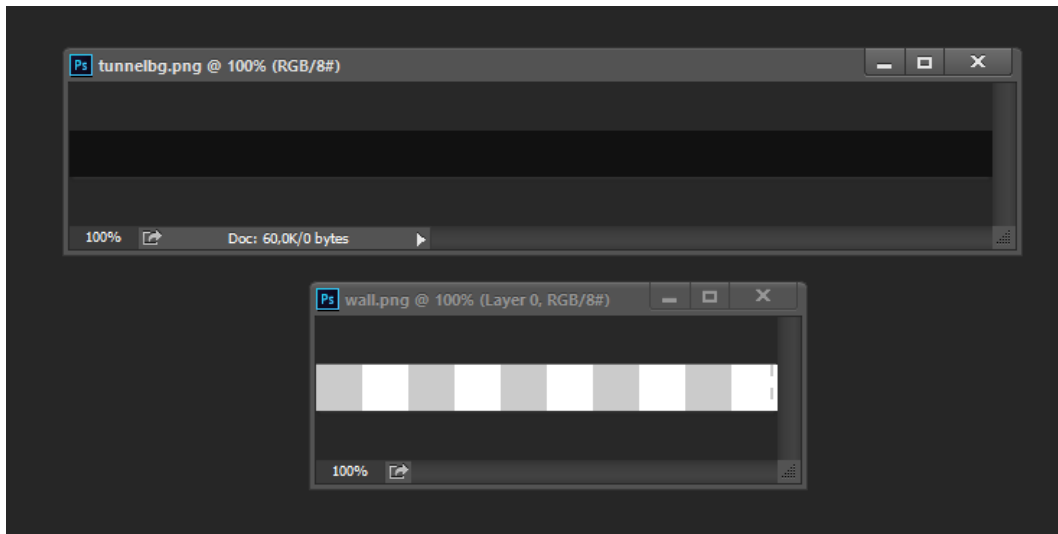 Ps tunnelbg.png @ 100% (RGB/8#)
100% Doc: 60,0K/0 bytes
Ps wall.png @ 100% (Layer 0, RGB/8#)
100%